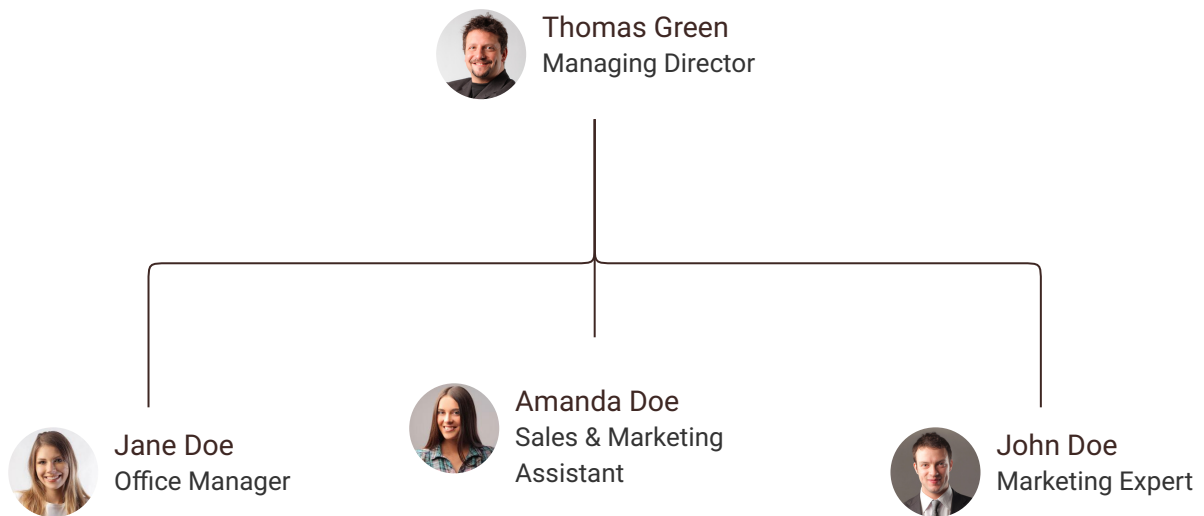 Thomas Green
Managing Director
Jane Doe
Office Manager
Amanda Doe
Sales & Marketing
Assistant
John Doe
Marketing Expert